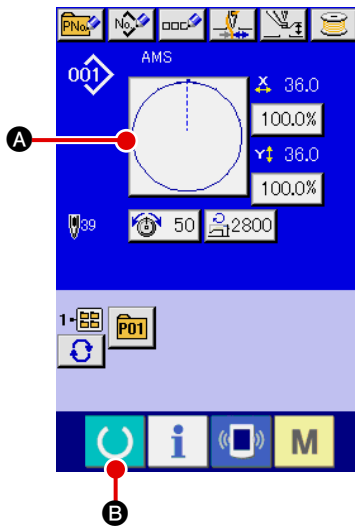 PNo. No.
AMS
001
X 36.0
A
100.0%
Y 36.0
100.0%
39 50 2800
1
P01
i M
B